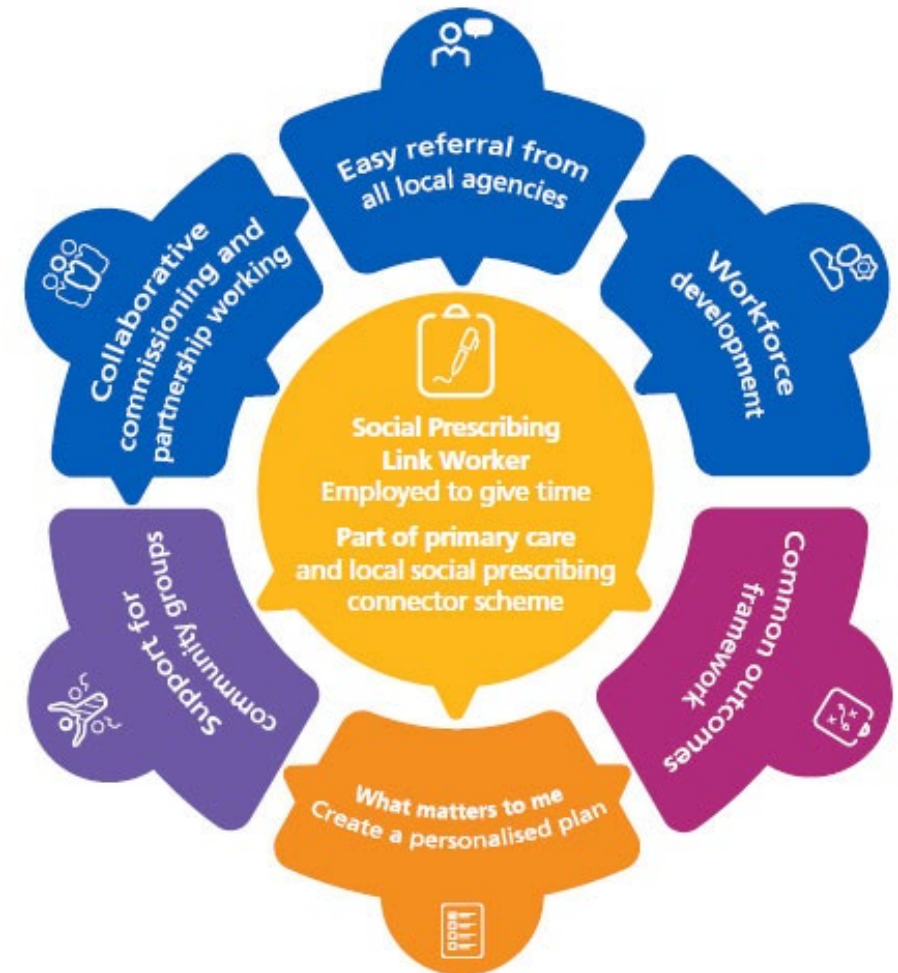 Easy referral from
all local agencies
Workforce
development
Common outcomes
framework
What matters to me
Create a personalised plan
Support for
community groups
Collaborative
commissioning and
partnership working
Social Prescribing
Link Worker
Employed to give time
Part of primary care
and local social prescribing
connector scheme